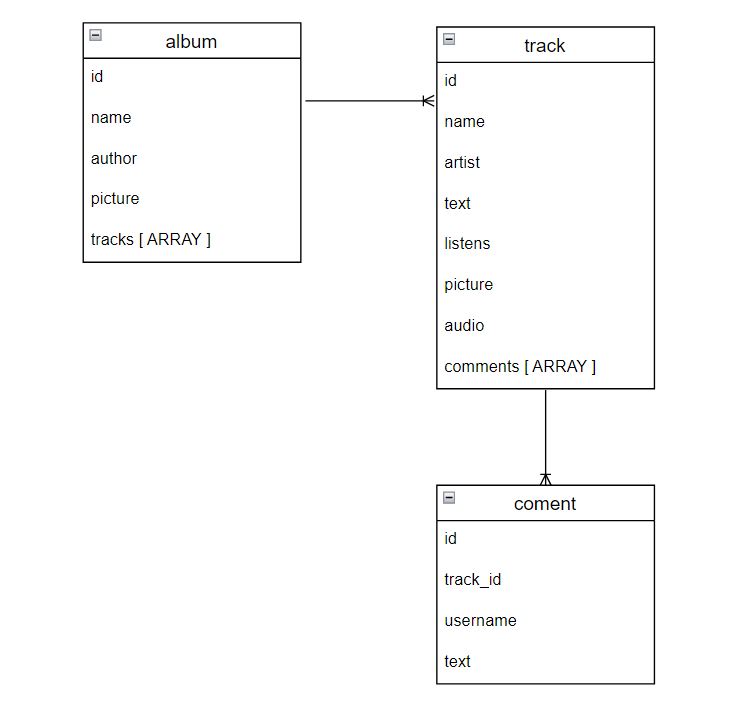 album
id
name
author
picture
tracks [ ARRAY ]
track
id
name
artist
text
listens
picture
audio
comments [ ARRAY ]
coment
id
track_id
username
text